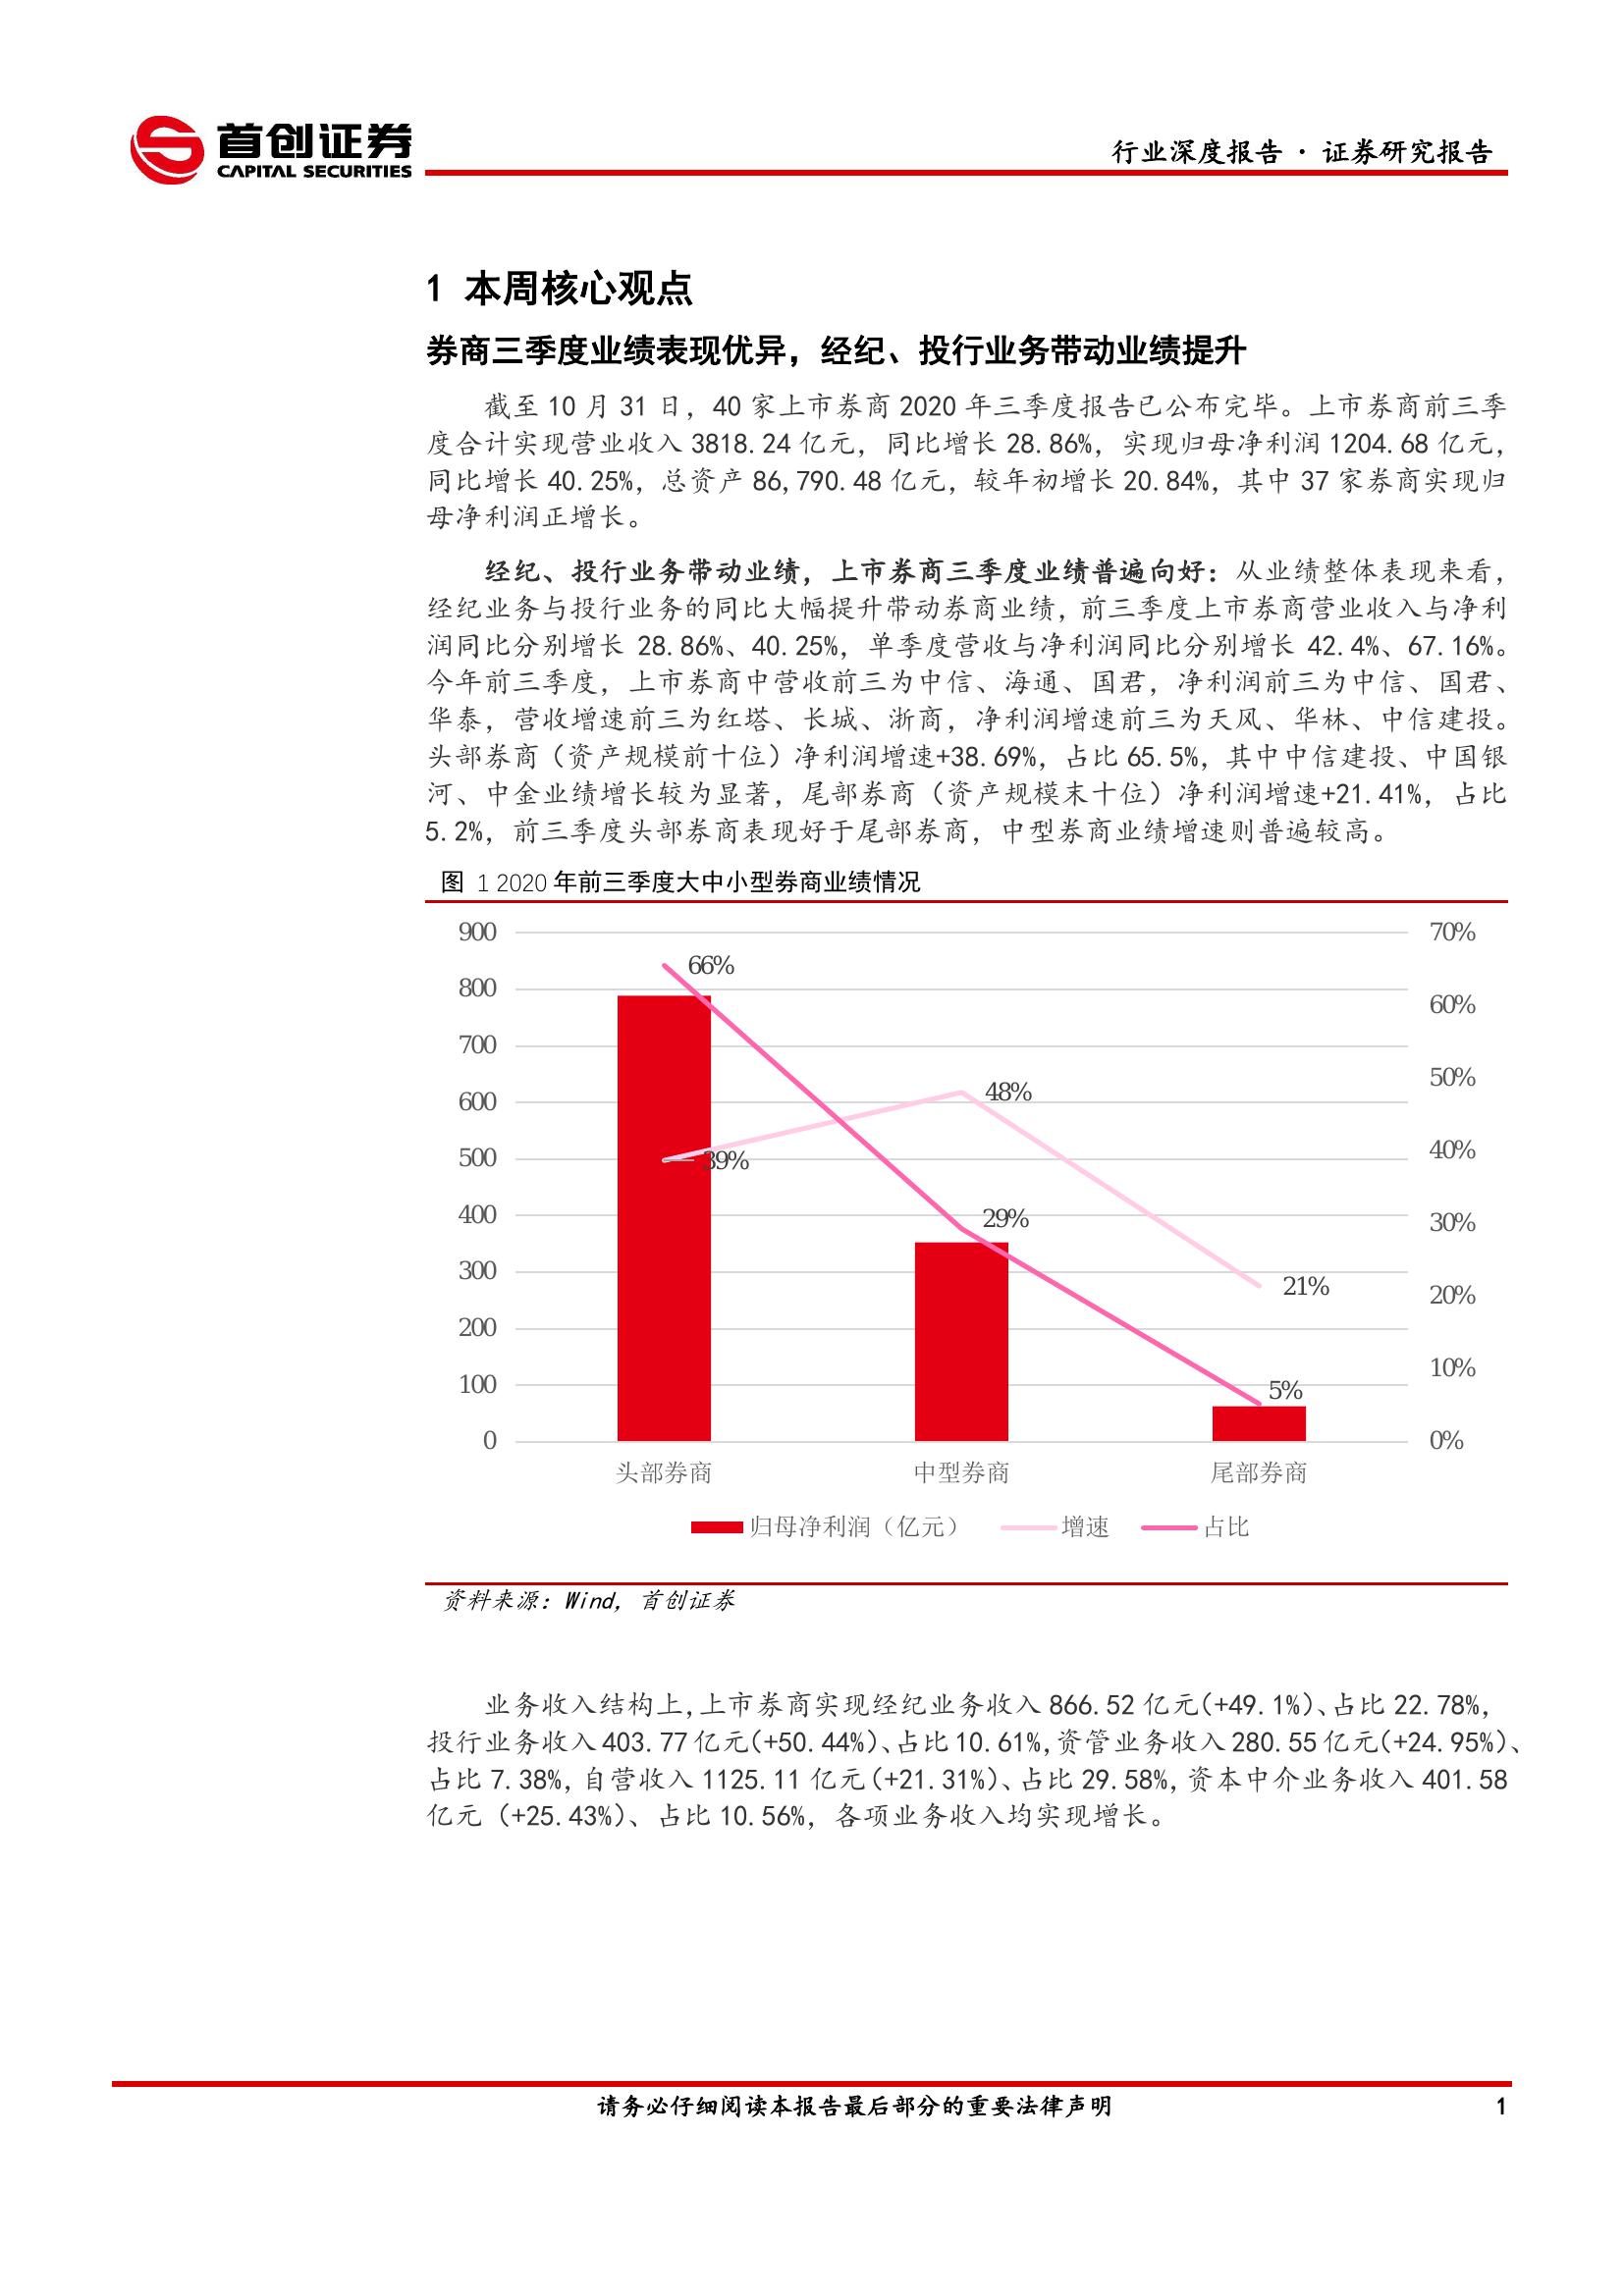 首创证券
CAPITAL SECURITIES
行业深度报告 · 证券研究报告
1 本周核心观点
券商三季度业绩表现优异，经纪、投行业务带动业绩提升
截至 10 月 31 日，40 家上市券商 2020 年三季度报告已公布完毕。上市券商前三季
度合计实现营业收入 3818.24 亿元，同比增长 28.86%，实现归母净利润 1204.68 亿元，
同比增长 40.25%，总资产 86,790.48 亿元，较年初增长 20.84%，其中 37 家券商实现归
母净利润正增长。
经纪、投行业务带动业绩，上市券商三季度业绩普遍向好：从业绩整体表现来看，
经纪业务与投行业务的同比大幅提升带动券商业绩，前三季度上市券商营业收入与净利
润同比分别增长 28.86%、40.25%，单季度营收与净利润同比分别增长 42.4%、67.16%。
今年前三季度，上市券商中营收前三为中信、海通、国君，净利润前三为中信、国君、
华泰，营收增速前三为红塔、长城、浙商，净利润增速前三为天风、华林、中信建投。
头部券商（资产规模前十位）净利润增速+38.69%，占比 65.5%，其中中信建投、中国银
河、中金业绩增长较为显著，尾部券商（资产规模末十位）净利润增速+21.41%，占比
5.2%，前三季度头部券商表现好于尾部券商，中型券商业绩增速则普遍较高。
图 1 2020 年前三季度大中小型券商业绩情况
900
800
700
600
500
400
300
200
100
0
70%
60%
50%
40%
30%
20%
10%
0%
66%
48%
39%
29%
21%
5%
头部券商 中型券商 尾部券商
归母净利润（亿元） 增速 占比
资料来源：Wind，首创证券
业务收入结构上,上市券商实现经纪业务收入 866.52 亿元(+49.1%)、占比 22.78%，
投行业务收入 403.77 亿元(+50.44%)、占比 10.61%,资管业务收入 280.55 亿元(+24.95%)、
占比 7.38%,自营收入 1125.11 亿元(+21.31%)、占比 29.58%,资本中介业务收入 401.58
亿元 (+25.43%)、占比 10.56%，各项业务收入均实现增长。
请务必仔细阅读本报告最后部分的重要法律声明 1